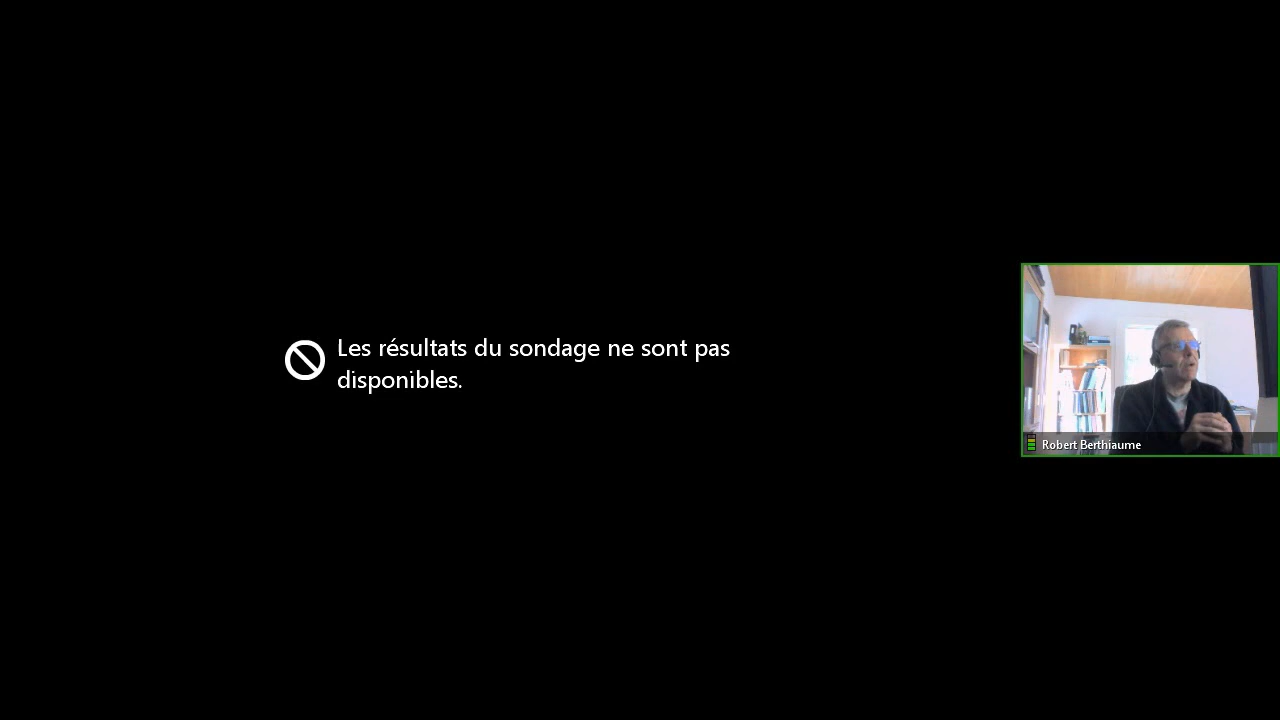 Les résultats du sondage ne sont pas
disponibles.
Robert Berthiaume